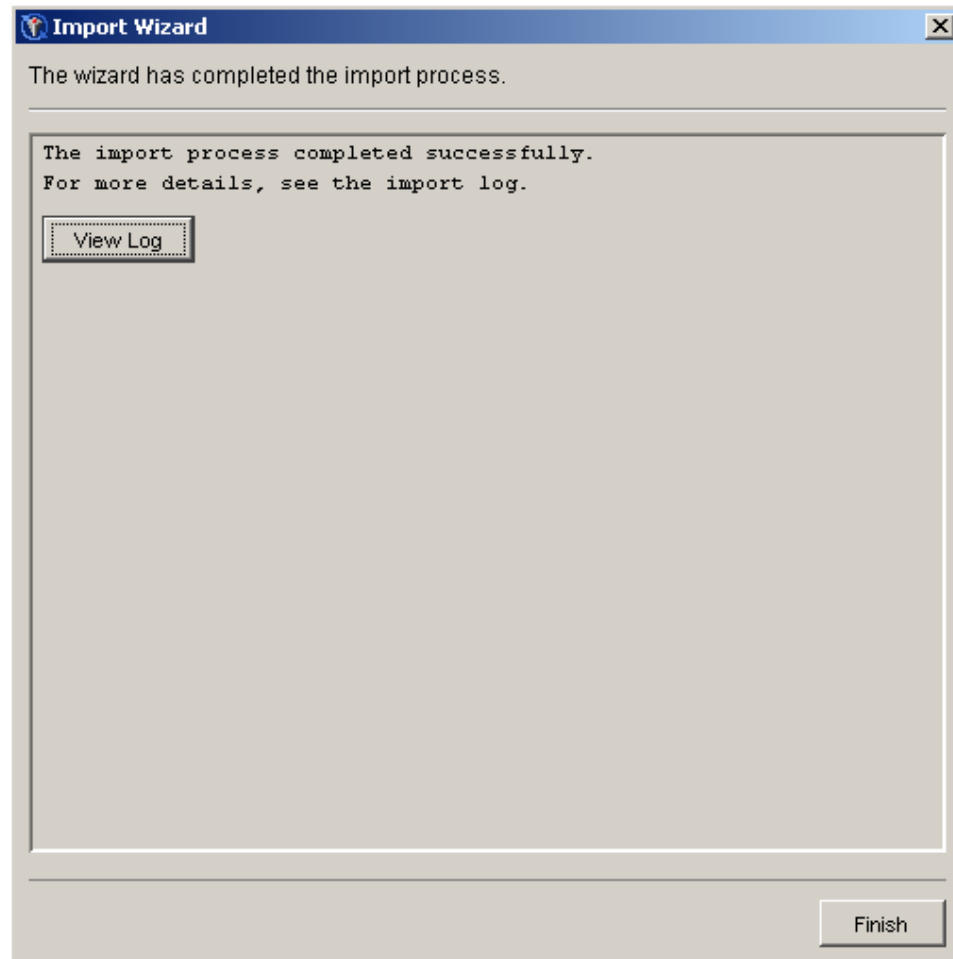 Import Wizard
The wizard has completed the import process.
The import process completed successfully.
For more details, see the import log.
View Log
Finish